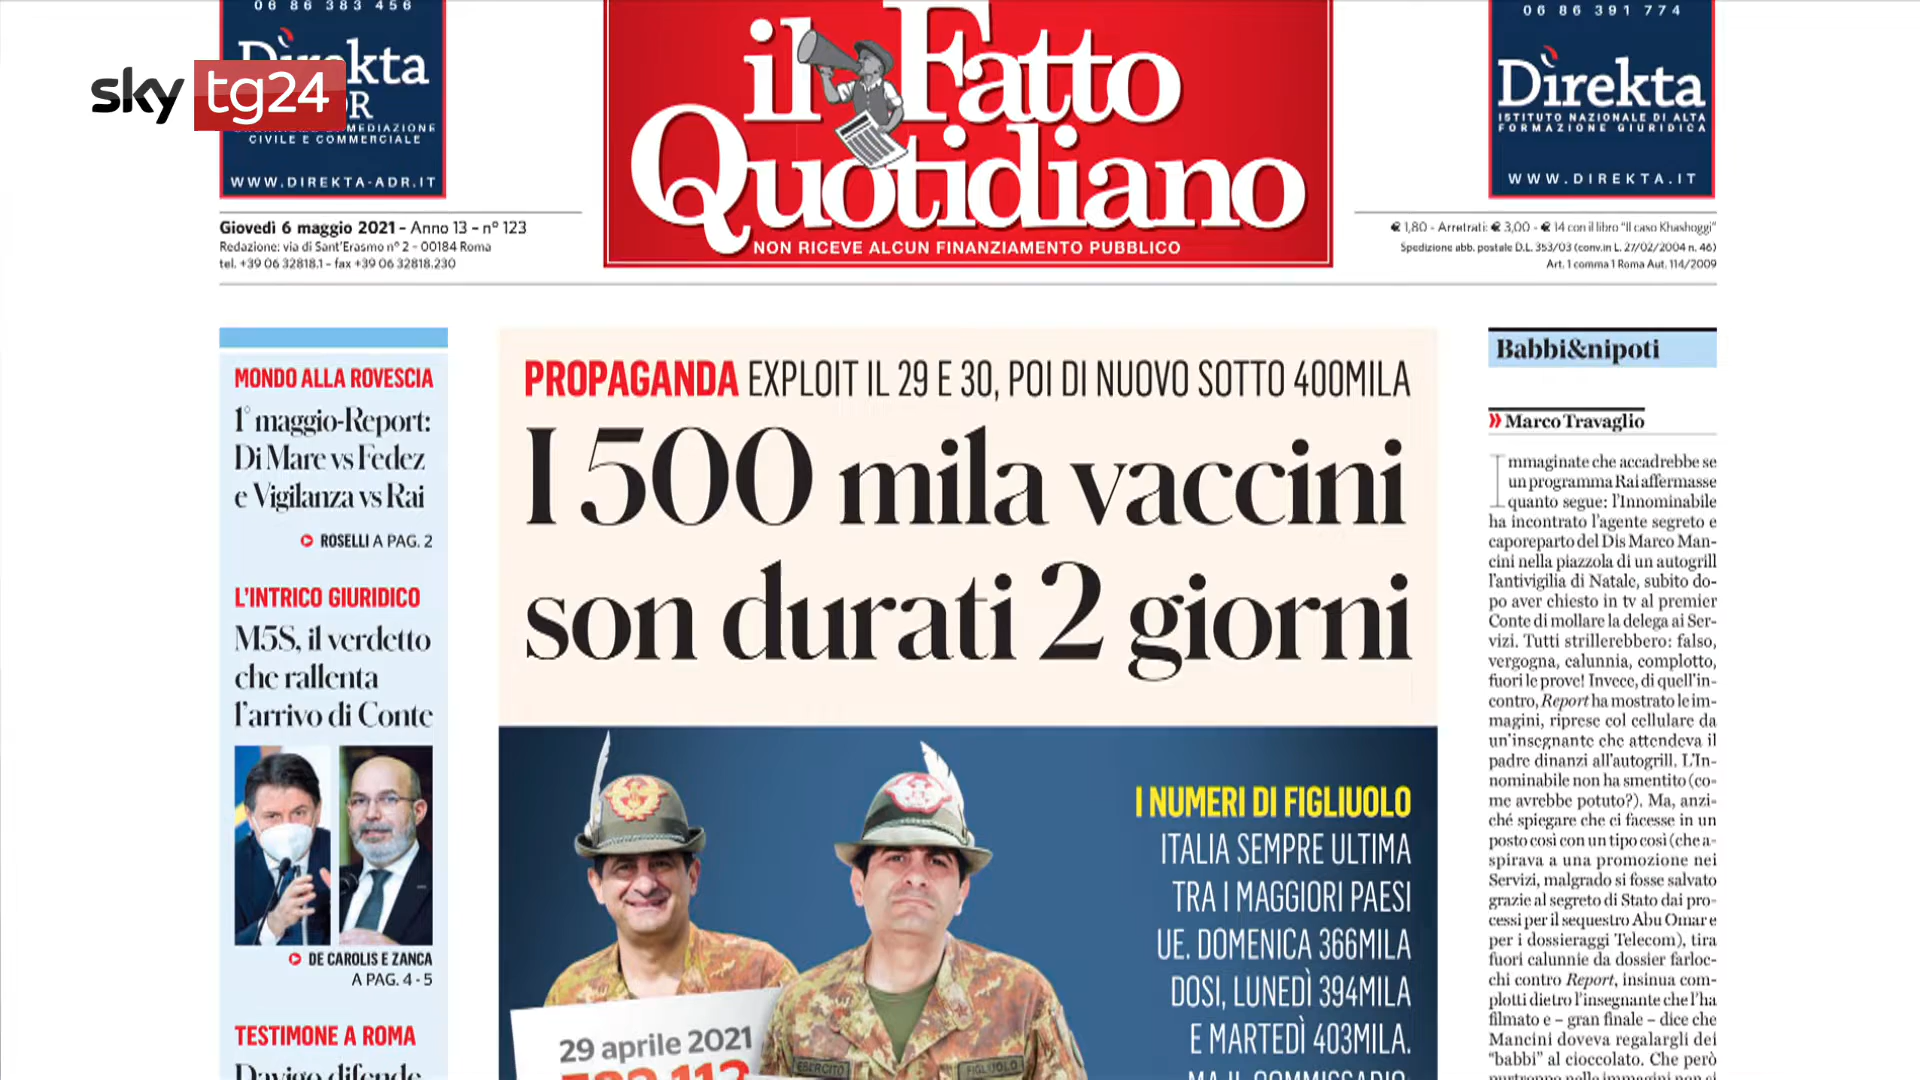 06 86 383 456
Direkta
DR
MEDIAZIONE
CIVILE E COMMERCIALE
WWW.DIREKTA-ADR.IT
sky tg24
il Fatto
Quotidiano
NON RICEVE ALCUN FINANZIAMENTO PUBBLICO
06 86 391 774
Dìrekta
ISTITUTO NAZIONALE DI ALTA
FORMAZIONE GIURIDICA
WWW.DIREKTA.IT
Giovedì 6 maggio 2021 – Anno 13 – n° 123
Redazione: via di Sant'Erasmo n° 2 – 00184 Roma
tel. +39 06 32818.1 – fax +39 06 32818.230
€ 1,80 – Arretrati: € 3,00 – € 14 con il libro "Il caso Khashoggi"
Spedizione abb. postale D.L. 353/03 (conv.in L. 27/02/2004 n. 46)
Art. 1 comma 1 Roma Aut. 114/2009
MONDO ALLA ROVESCIA
1° maggio-Report:
Di Mare vs Fedez
e Vigilanza vs Rai
ROSELLI A PAG. 2
L'INTRICO GIURIDICO
M5S, il verdetto
che rallenta
l'arrivo di Conte
DE CAROLIS E ZANCA
A PAG. 4 - 5
TESTIMONE A ROMA
Davigo difende
PROPAGANDA EXPLOIT IL 29 E 30, POI DI NUOVO SOTTO 400MILA
I 500 mila vaccini
son durati 2 giorni
I NUMERI DI FIGLIUOLO
ITALIA SEMPRE ULTIMA
TRA I MAGGIORI PAESI
UE. DOMENICA 366MILA
DOSI, LUNEDÌ 394MILA
E MARTEDÌ 403MILA.
MA IL COMMISSARIO
29 aprile 2021
ESERCITO
FIGLIUOLO
Babbi&nipoti
» Marco Travaglio
Immaginate che accadrebbe se
un programma Rai affermasse
quanto segue: l'Innominabile
ha incontrato l'agente segreto e
caporeparto del Dis Marco Man-
cini nella piazzola di un autogrill
l'antivigilia di Natale, subito do-
po aver chiesto in tv al premier
Conte di mollare la delega ai Ser-
vizi. Tutti strillerebbero: falso,
vergogna, calunnia, complotto,
fuori le prove! Invece, di quell'in-
contro, Report ha mostrato le im-
magini, riprese col cellulare da
un'insegnante che attendeva il
padre dinanzi all'autogrill. L'In-
nominabile non ha smentito (co-
me avrebbe potuto?). Ma, anzi-
ché spiegare che ci facesse in un
posto così con un tipo così (che a-
spirava a una promozione nei
Servizi, malgrado si fosse salvato
grazie al segreto di Stato dai pro-
cessi per il sequestro Abu Omar e
per i dossieraggi Telecom), tira
fuori calunnie da dossier farloc-
chi contro Report, insinua com-
plotti dietro l'insegnante che l'ha
filmato e – gran finale – dice che
Mancini doveva regalargli dei
"babbi" al cioccolato. Che però
purtroppo nelle immagini non si